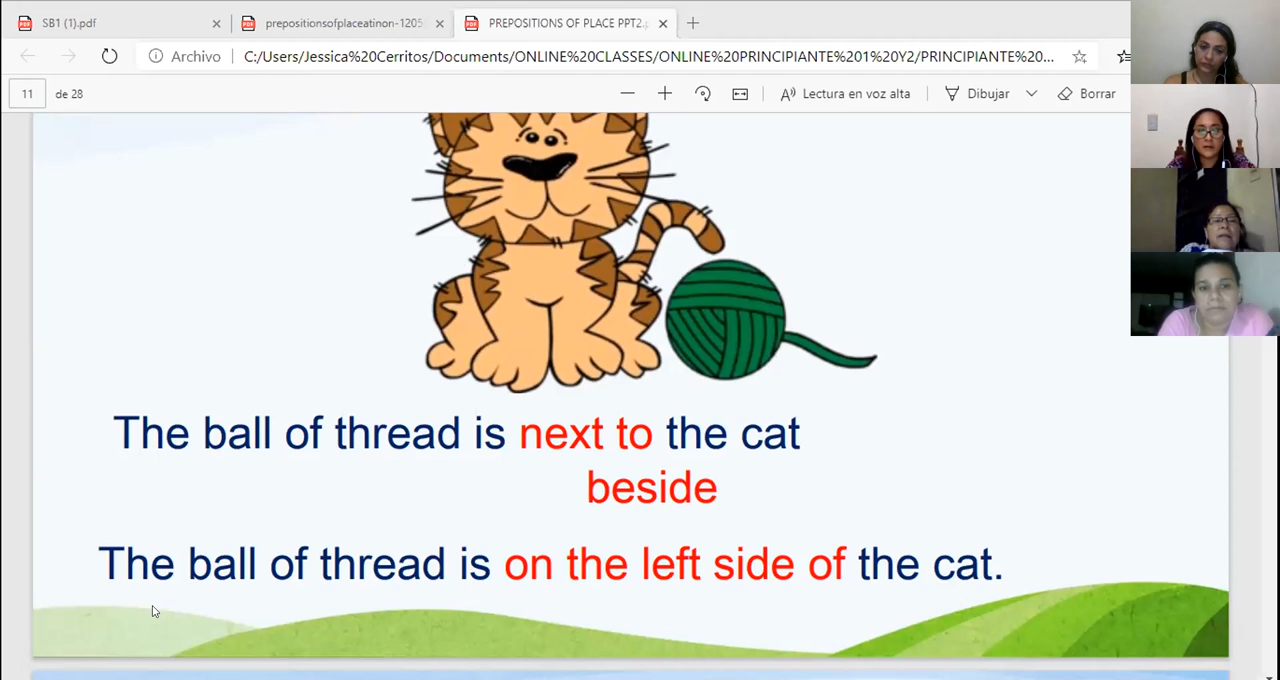 SB1 (1).pdf
prepositionsofplaceatinon-1205
PREPOSITIONS OF PLACE PPT2.
Archivo
C:/Users/Jessica%20Cerritos/Documents/ONLINE%20CLASSES/ONLINE%20PRINCIPIANTE%201%20Y2/PRINCIPIANTE%20...
11 de 28
Lectura en voz alta
Dibujar
Borrar
The ball of thread is next to the cat
beside
The ball of thread is on the left side of the cat.